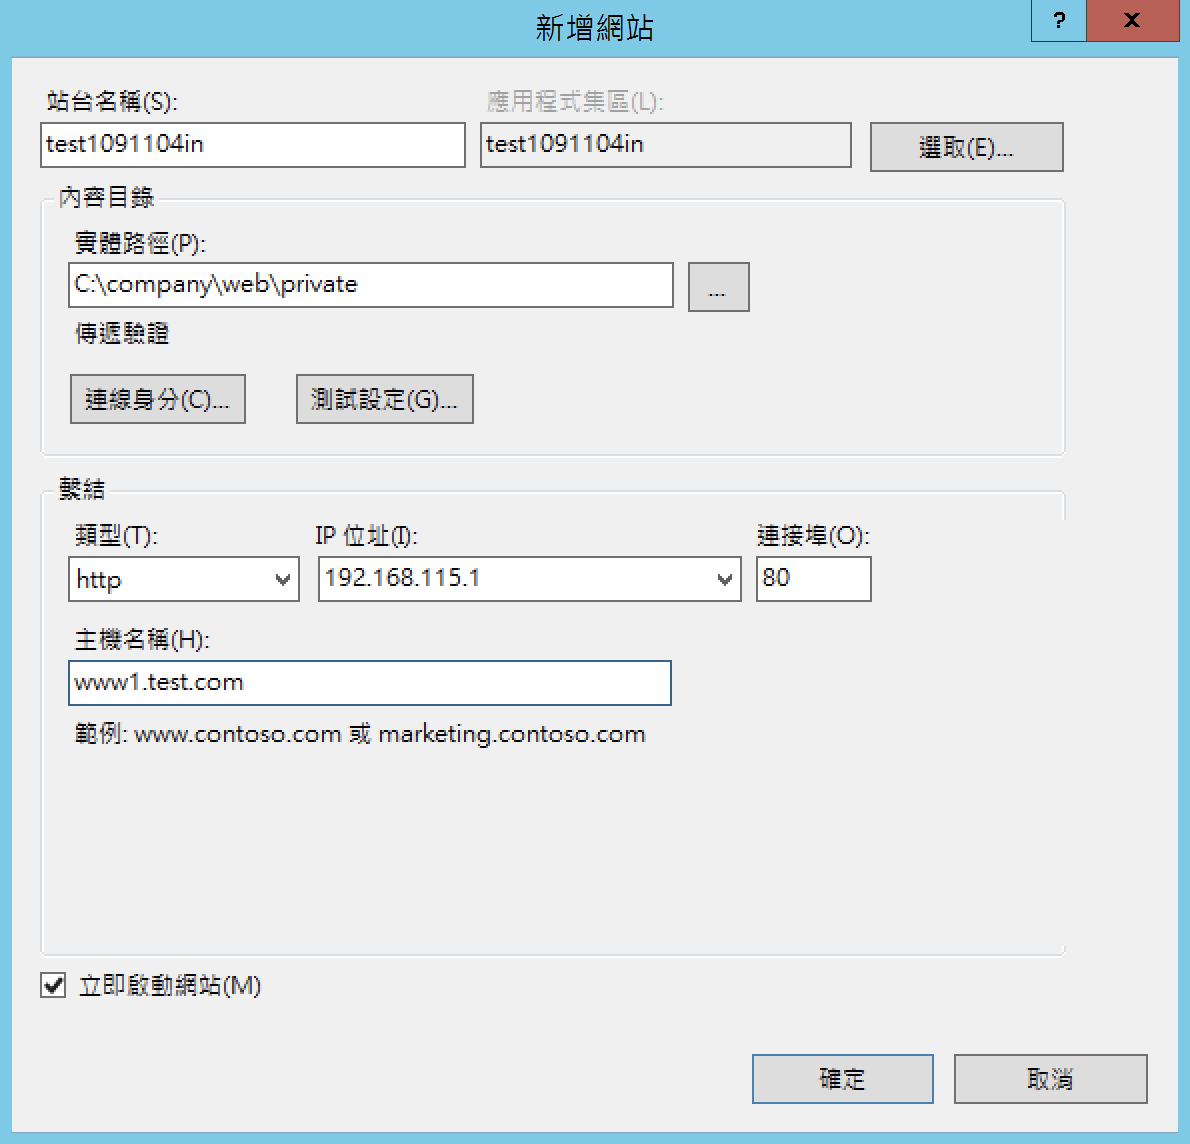 新增網站
? x
站台名稱(S): 應用程式集區(L):
test1091104in test1091104in 選取(E)...
內容目錄
實體路徑(P):
C:\company\web\private ...
傳遞驗證
連線身分(C)... 測試設定(G)...
繫結
類型(T): IP 位址(I): 連接埠(O):
http 192.168.115.1 80
主機名稱(H):
www1.test.com
範例: www.contoso.com 或 marketing.contoso.com
立即啟動網站(M)
確定 取消